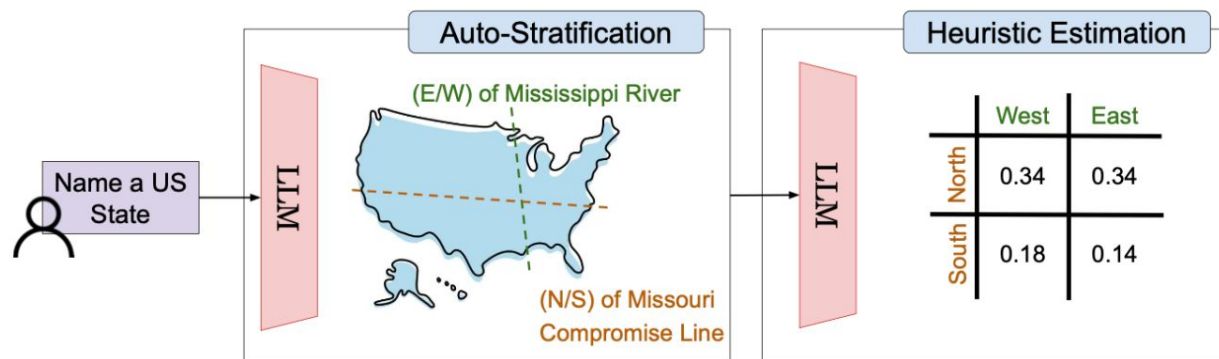 Auto-Stratification
Heuristic Estimation
Name a US
State
LLM
(E/W) of Mississippi River
(N/S) of Missouri
Compromise Line
LLM
West East
North 0.34 0.34
South 0.18 0.14